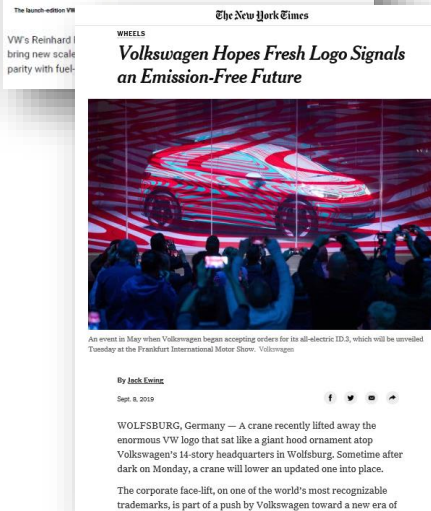 The launch-edition VW
VW's Reinhard
bring new scale
parity with fuel-
The New York Times
WHEELS
Volkswagen Hopes Fresh Logo Signals
an Emission-Free Future
An event in May when Volkswagen began accepting orders for its all-electric ID.3, which will be unveiled
Tuesday at the Frankfurt International Motor Show. Volkswagen
By Jack Ewing
Sept. 8, 2019
WOLFSBURG, Germany — A crane recently lifted away the
enormous VW logo that sat like a giant hood ornament atop
Volkswagen's 14-story headquarters in Wolfsburg. Sometime after
dark on Monday, a crane will lower an updated one into place.
The corporate face-lift, on one of the world's most recognizable
trademarks, is part of a push by Volkswagen toward a new era of